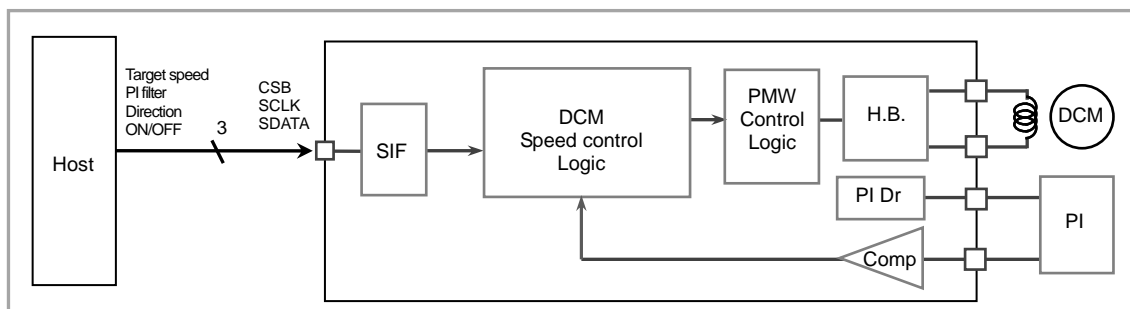 Host
Target speed
PI filter
Direction
ON/OFF
3
CSB
SCLK
SDATA
SIF
DCM
Speed control
Logic
PMW
Control
Logic
H.B.
DCM
PI Dr
PI
Comp